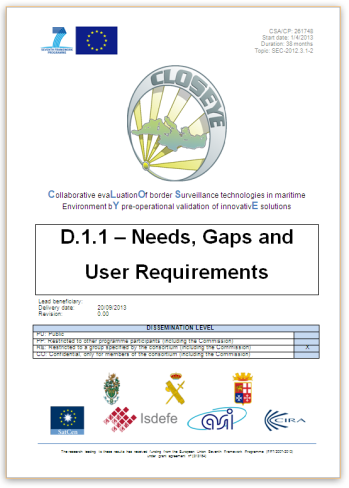 SEVENTH FRAMEWORK
PROGRAMME
CSA/CP: 261748
Start date: 1/4/2013
Duration: 38 months
Topic: SEC-2012.3.1-2
CLOSEYE
Collaborative evaLuationOf border Surveillance technologies in maritime
Environment bY pre-operational validation of innovativE solutions
D.1.1 – Needs, Gaps and
User Requirements
Lead beneficiary:
Delivery date: 20/09/2013
Revision: 0.00
DISSEMINATION LEVEL
PU: Public
PP: Restricted to other programme participants (including the Commission)
RE: Restricted to a group specified by the consortium (including the Commission) X
CO: Confidential, only for members of the consortium (including the Commission)
SatCen
Isdefe
asi
CIRA
The research leading to these results has received funding from the European Union Seventh Framework Programme (FP7/2007-2013)
under grant agreement